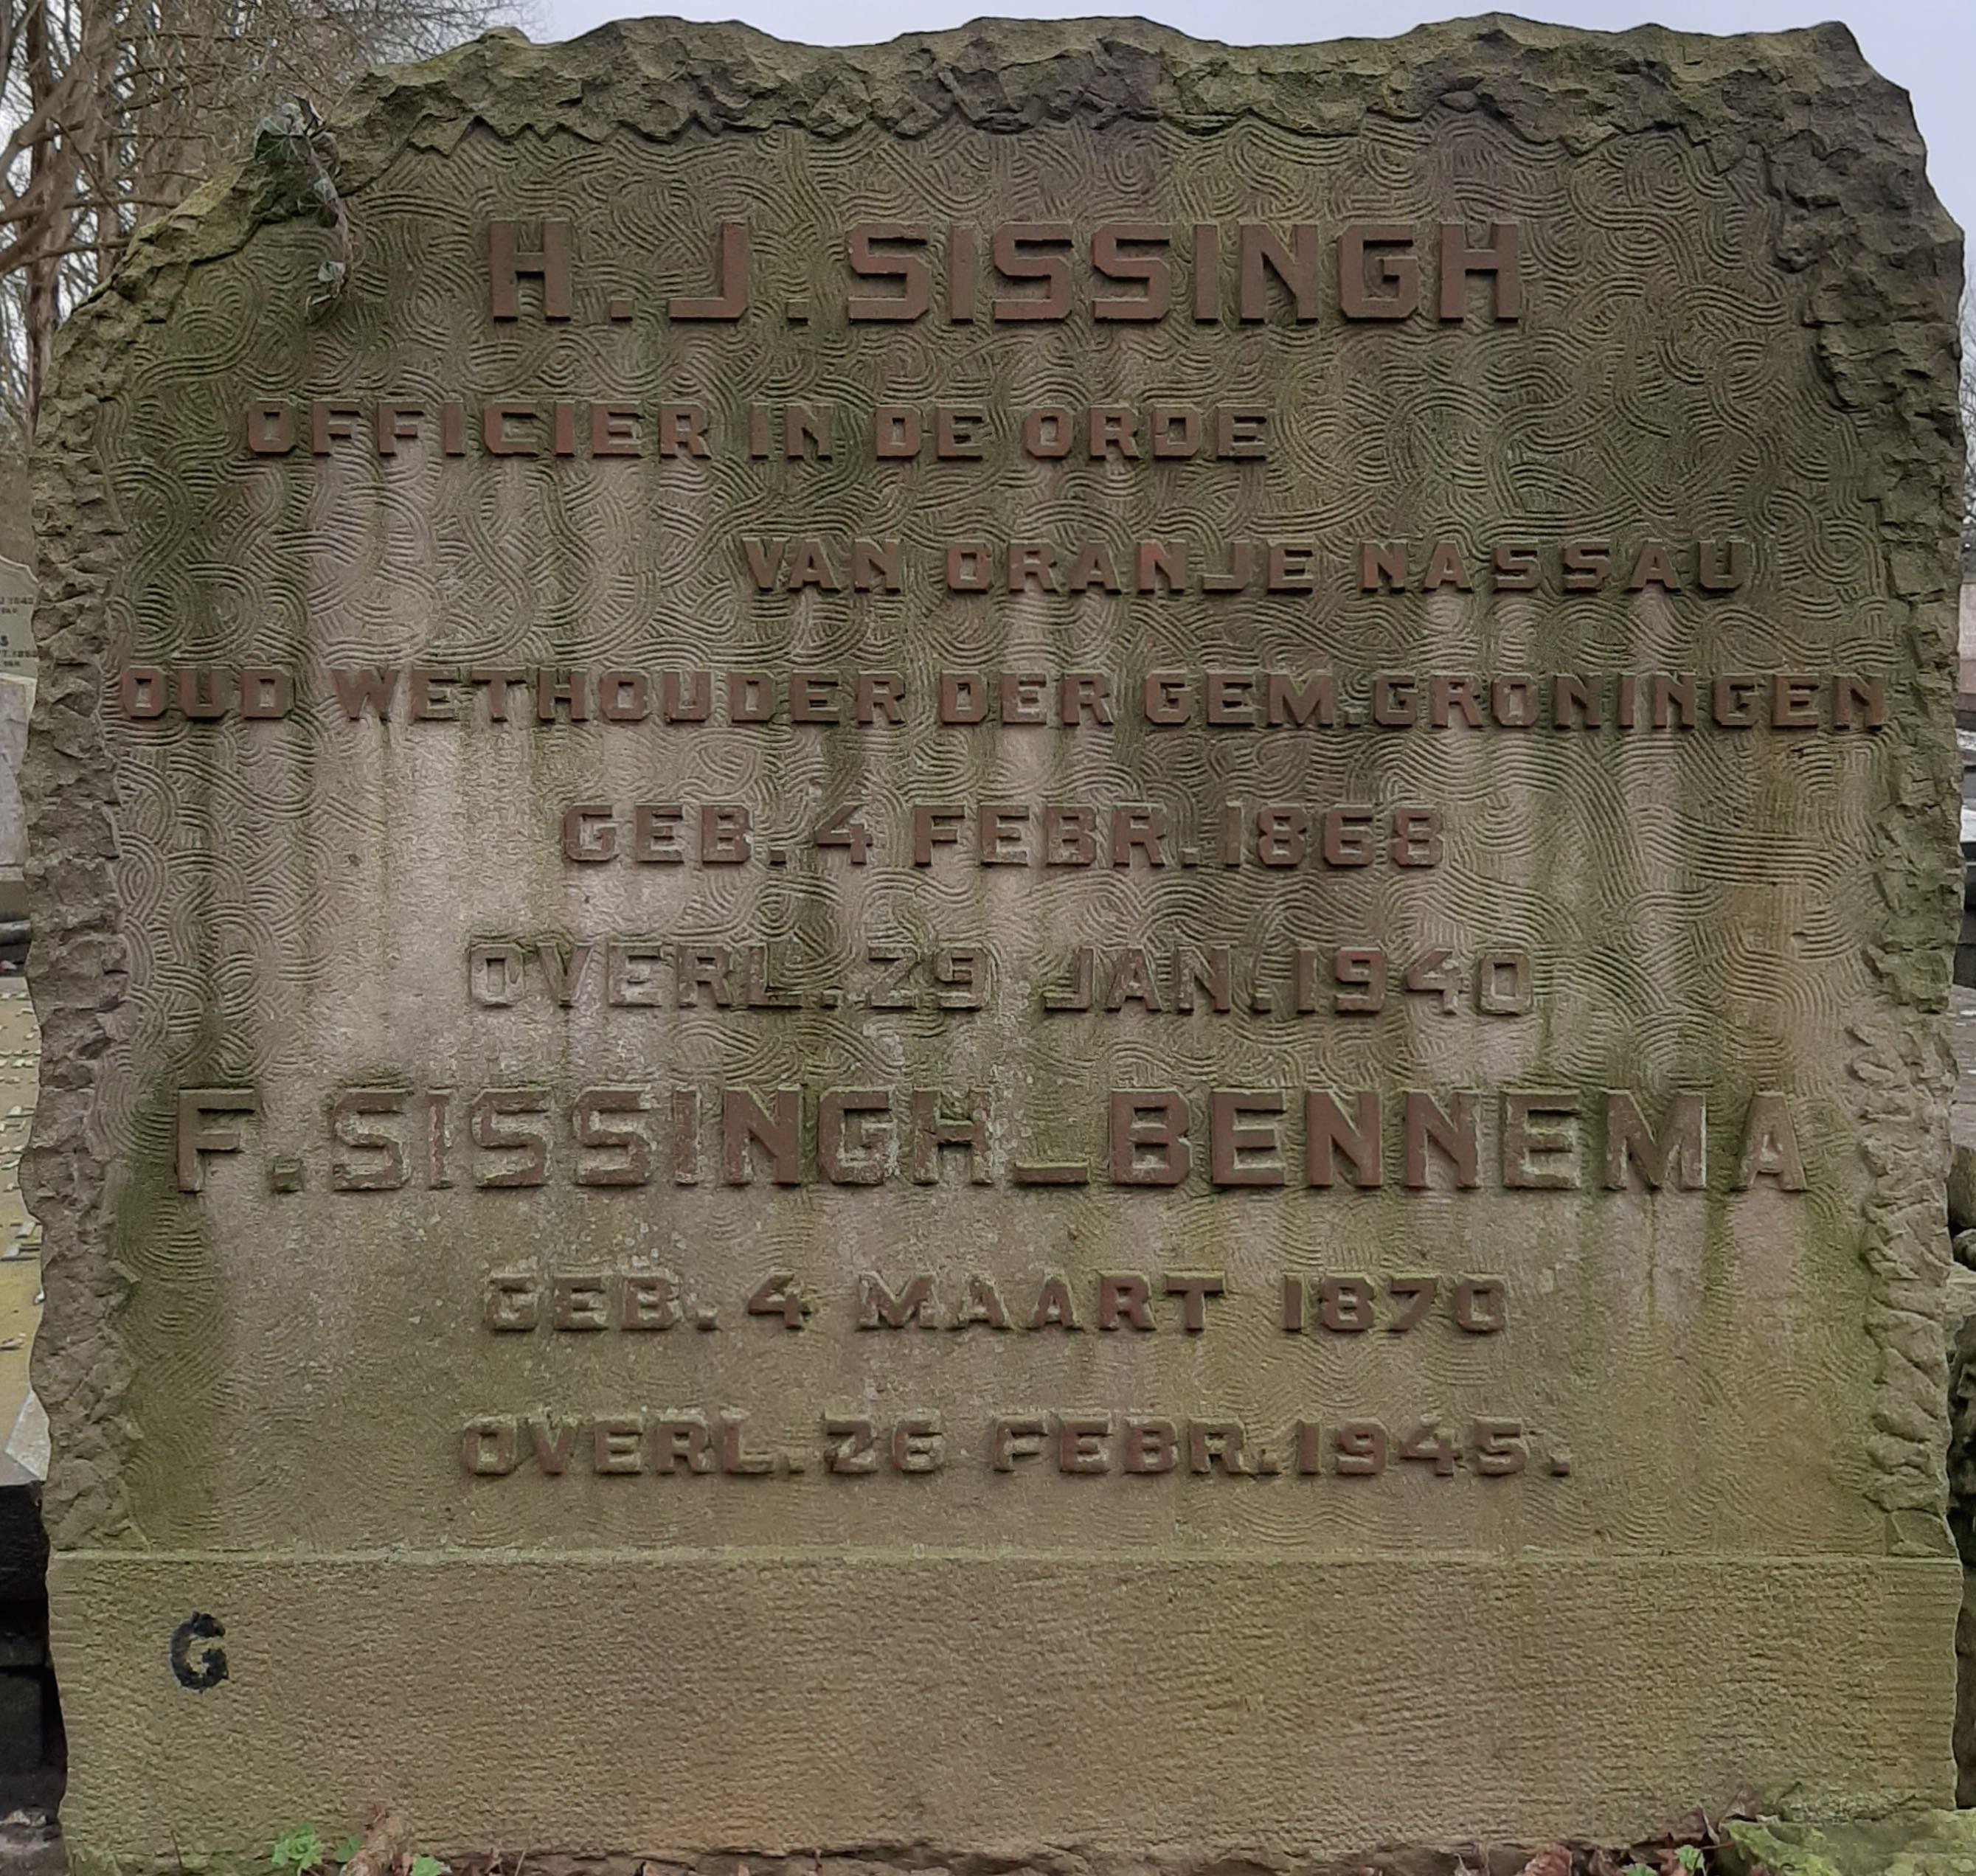 H.J.SISSINGH
OFFICIER IN DE ORDE
VAN ORANJE NASSAU
OUD WETHOUDER DER GEM.GRONINGEN
GEB.4 FEBR.1868
OVERL.29 JAN.1940
F.SISSINGH_BENNEMA
GEB. 4 MAART 1870
OVERL.26 FEBR.1945.
G